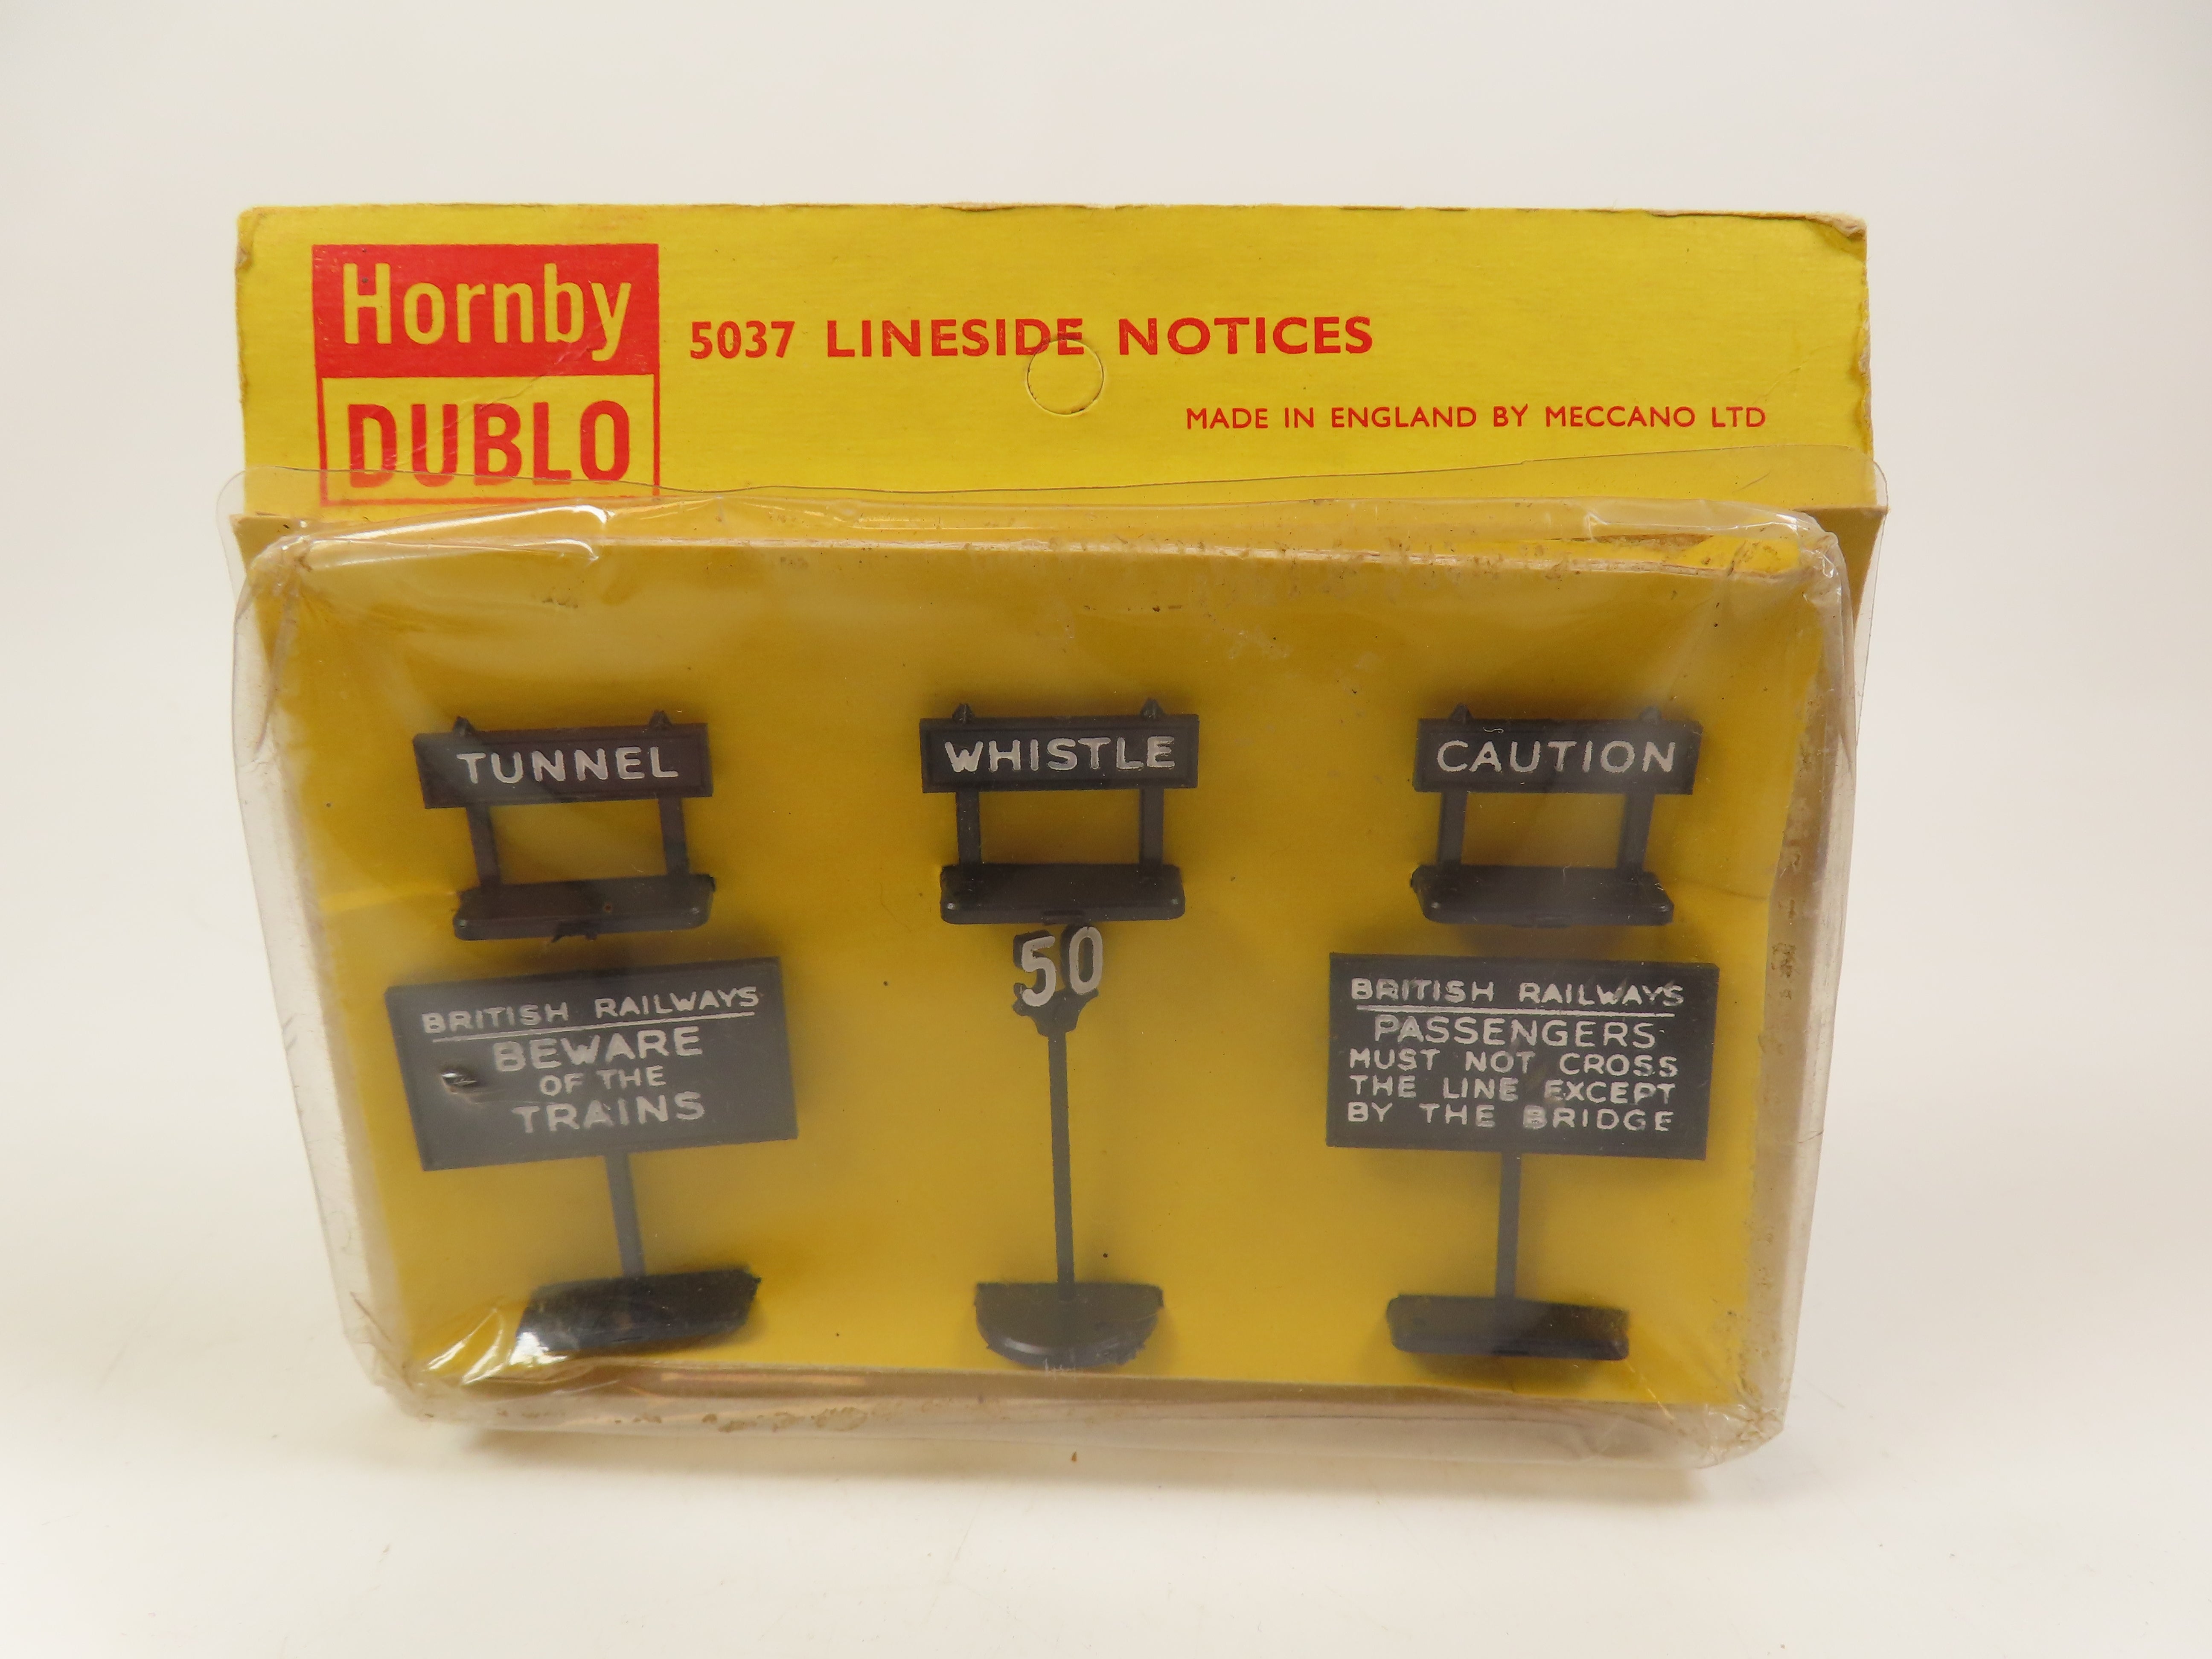 Hornby
DUBLO
5037 LINESIDE NOTICES
MADE IN ENGLAND BY MECCANO LTD
TUNNEL
WHISTLE
CAUTION
BRITISH RAILWAYS
BEWARE
OF THE
TRAINS
50
BRITISH RAILWAYS
PASSENGERS
MUST NOT CROSS
THE LINE EXCEPT
BY THE BRIDGE